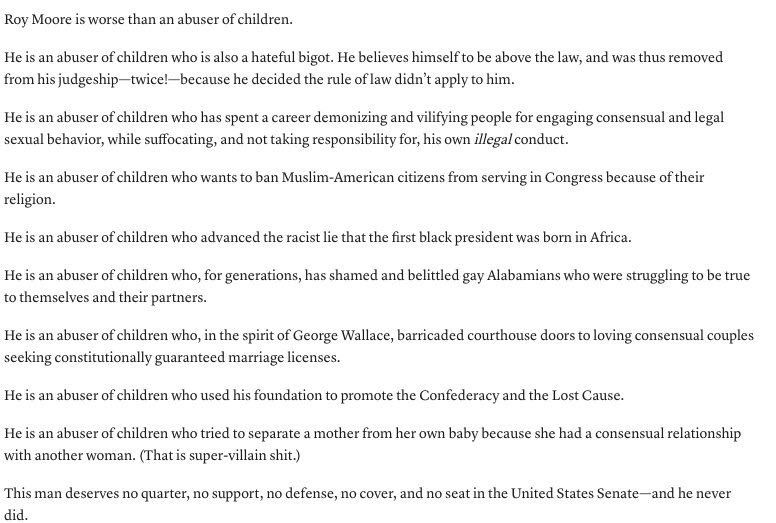 Roy Moore is worse than an abuser of children.
He is an abuser of children who is also a hateful bigot. He believes himself to be above the law, and was thus removed
from his judgeship—twice!—because he decided the rule of law didn’t apply to him.
He is an abuser of children who has spent a career demonizing and vilifying people for engaging consensual and legal
sexual behavior, while suffocating, and not taking responsibility for, his own illegal conduct.
He is an abuser of children who wants to ban Muslim-American citizens from serving in Congress because of their
religion.
He is an abuser of children who advanced the racist lie that the first black president was born in Africa.
He is an abuser of children who, for generations, has shamed and belittled gay Alabamians who were struggling to be true
to themselves and their partners.
He is an abuser of children who, in the spirit of George Wallace, barricaded courthouse doors to loving consensual couples
seeking constitutionally guaranteed marriage licenses.
He is an abuser of children who used his foundation to promote the Confederacy and the Lost Cause.
He is an abuser of children who tried to separate a mother from her own baby because she had a consensual relationship
with another woman. (That is super-villain shit.)
This man deserves no quarter, no support, no defense, no cover, and no seat in the United States Senate—and he never
did.